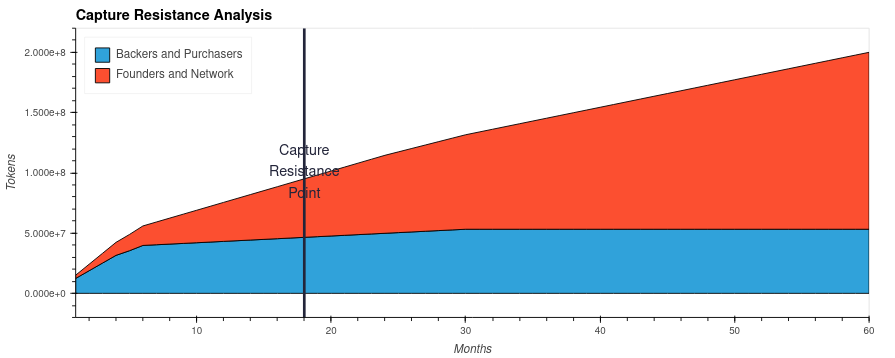 Capture Resistance Analysis
Backers and Purchasers
Founders and Network
2.000e+8
1.500e+8
1.000e+8
5.000e+7
0.000e+0
Tokens
Capture
Resistance
Point
10
20
30
40
50
60
Months